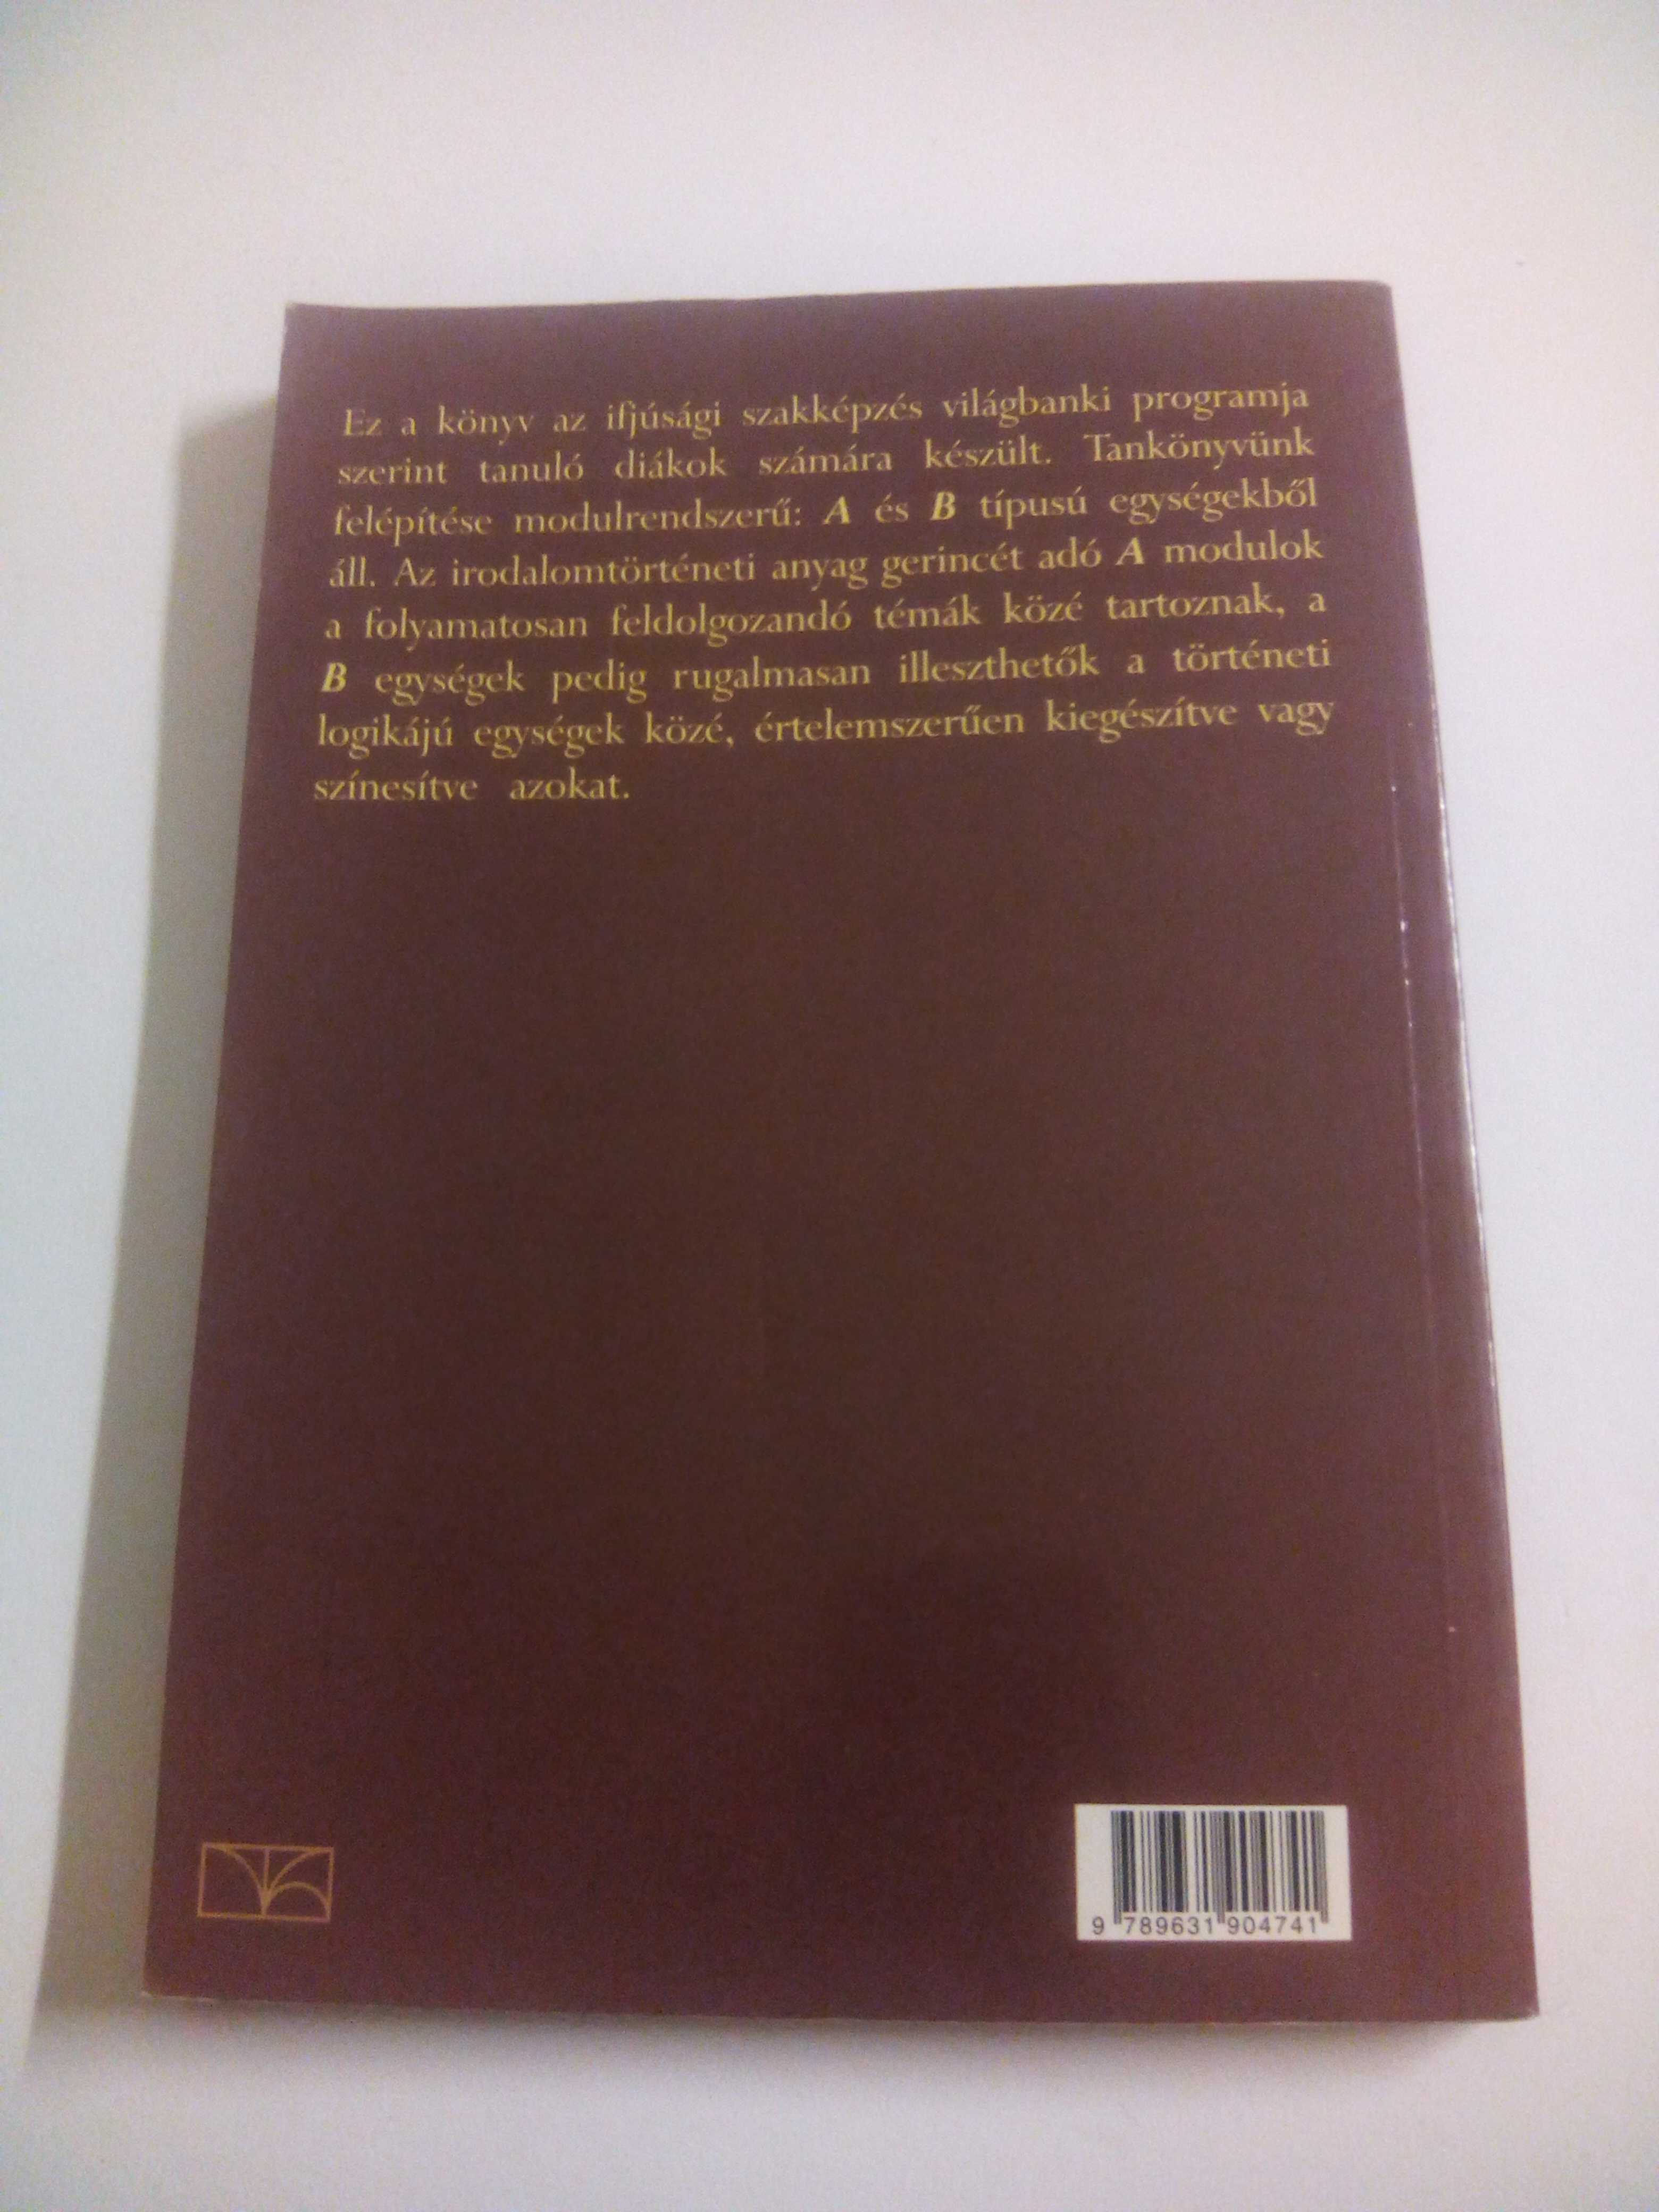 Ez a könyv az ifjúsági szakképzés világbanki programja
szerint tanuló diákok számára készült. Tankönyvünk
felépítése modulrendszerű: A és B típusú egységekből
áll. Az irodalomtörténeti anyag gerincét adó A modulok
a folyamatosan feldolgozandó témák közé tartoznak, a
B egységek pedig rugalmasan illeszthetők a történeti
logikájú egységek közé, értelemszerűen kiegészítve vagy
színesítve azokat.
9 789631 904741